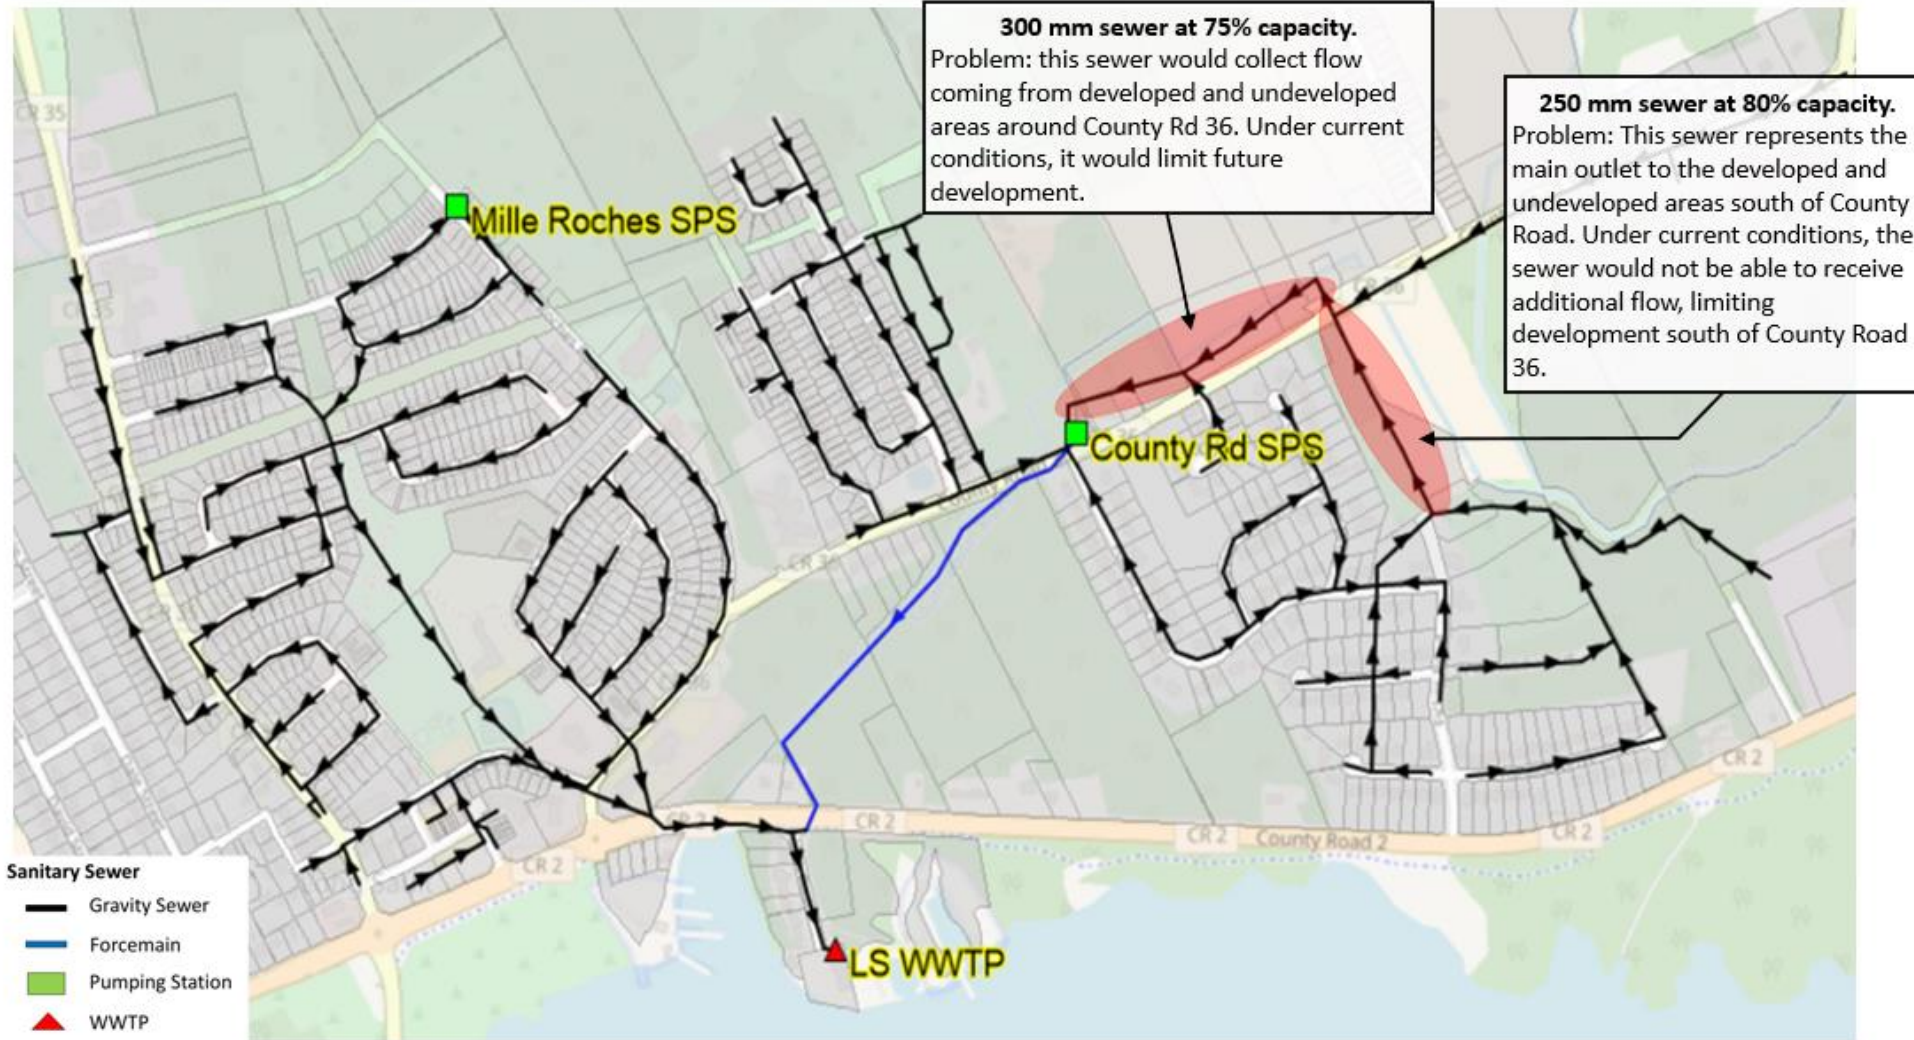 300 mm sewer at 75% capacity.
Problem: this sewer would collect flow
coming from developed and undeveloped
areas around County Rd 36. Under current
conditions, it would limit future
development.
250 mm sewer at 80% capacity.
Problem: This sewer represents the
main outlet to the developed and
undeveloped areas south of County
Road. Under current conditions, the
sewer would not be able to receive
additional flow, limiting
development south of County Road
36.
CR 35
Mille Roches SPS
CR 36
County Rd SPS
CR 36
CR 2
CR 2
CR 2
County Road 2
CR 2
CR 2
CR 2
LS WWTP
Sanitary Sewer
Gravity Sewer
Forcemain
Pumping Station
WWTP